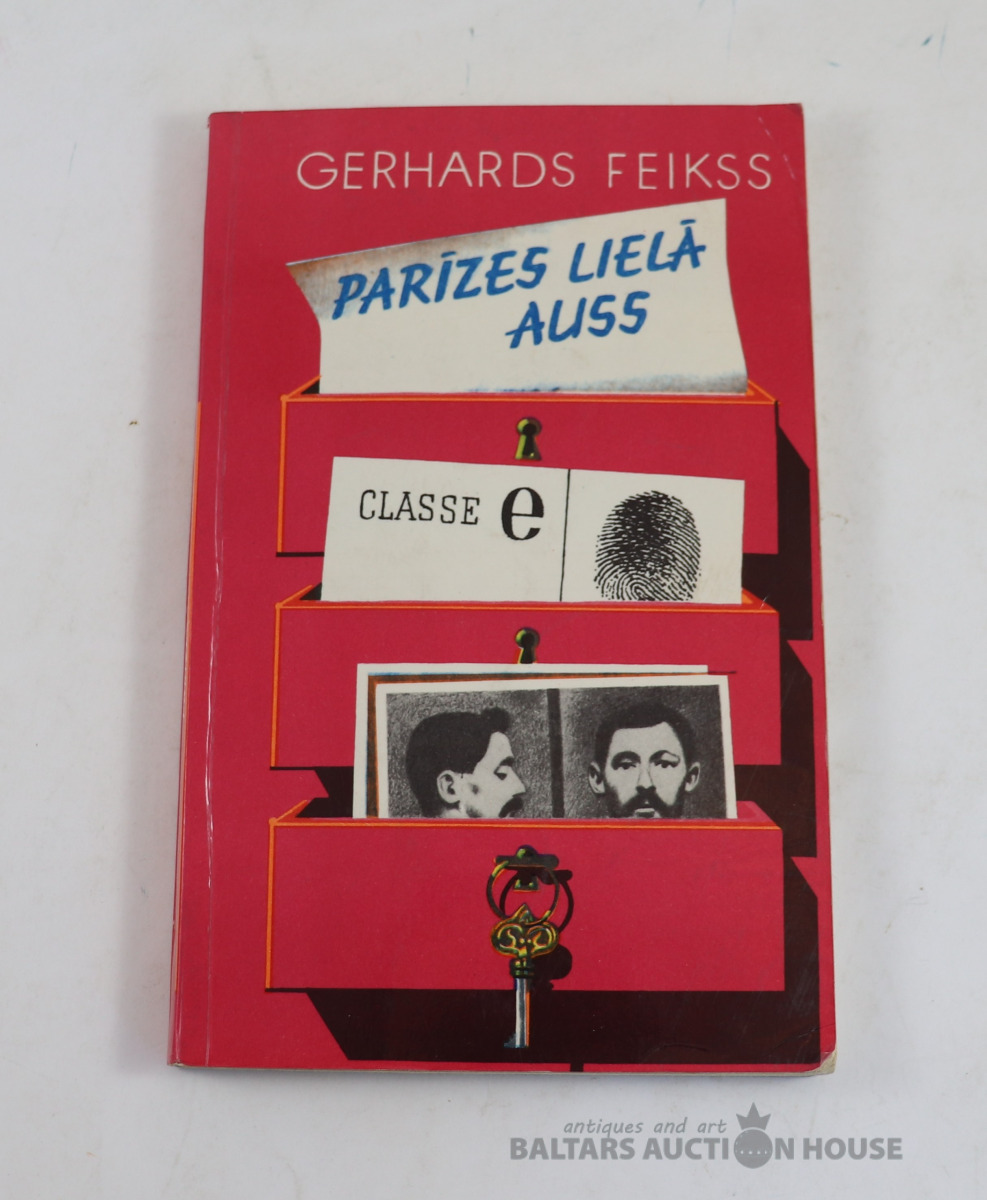 GERHARDS FEIKSS
PARĪZES LIELĀ
AUSS
CLASSE e
antiques and art
BALTARS AUCTION HOUSE